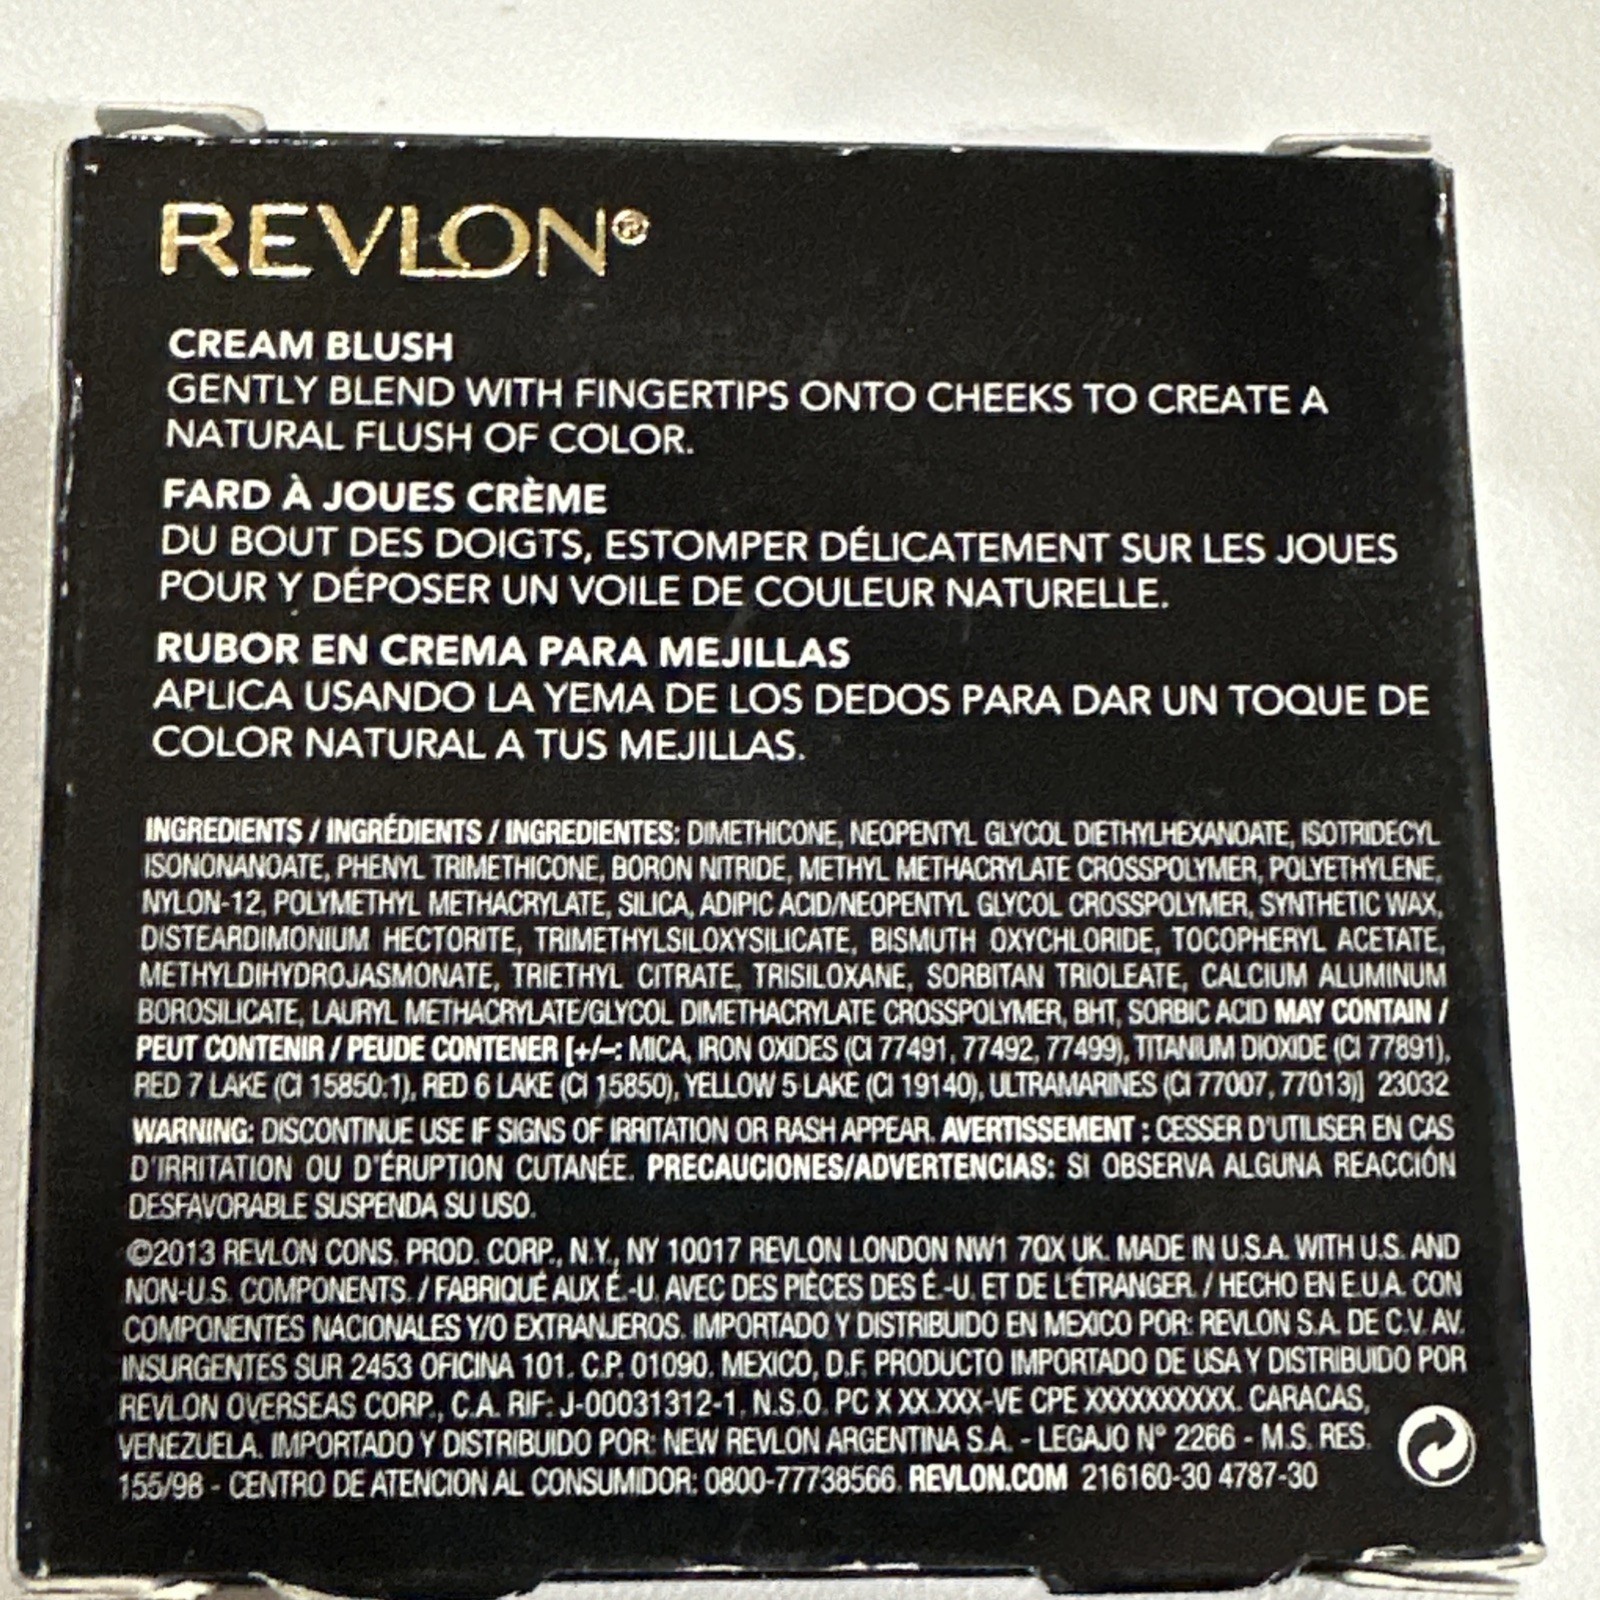 REVLON®
CREAM BLUSH
GENTLY BLEND WITH FINGERTIPS ONTO CHEEKS TO CREATE A
NATURAL FLUSH OF COLOR.
FARD À JOUES CRÈME
DU BOUT DES DOIGTS, ESTOMPER DÉLICATEMENT SUR LES JOUES
POUR Y DÉPOSER UN VOILE DE COULEUR NATURELLE.
RUBOR EN CREMA PARA MEJILLAS
APLICA USANDO LA YEMA DE LOS DEDOS PARA DAR UN TOQUE DE
COLOR NATURAL A TUS MEJILLAS.
INGREDIENTS / INGRÉDIENTS / INGREDIENTES: DIMETHICONE, NEOPENTYL GLYCOL DIETHYLHEXANOATE, ISOTRIDECYL
ISONONANOATE, PHENYL TRIMETHICONE, BORON NITRIDE, METHYL METHACRYLATE CROSSPOLYMER, POLYETHYLENE,
NYLON-12, POLYMETHYL METHACRYLATE, SILICA, ADIPIC ACID/NEOPENTYL GLYCOL CROSSPOLYMER, SYNTHETIC WAX,
DISTEARDIMONIUM HECTORITE, TRIMETHYLSILOXYSILICATE, BISMUTH OXYCHLORIDE, TOCOPHERYL ACETATE,
METHYLDIHYDROJASMONATE, TRIETHYL CITRATE, TRISILOXANE, SORBITAN TRIOLEATE, CALCIUM ALUMINUM
BOROSILICATE, LAURYL METHACRYLATE/GLYCOL DIMETHACRYLATE CROSSPOLYMER, BHT, SORBIC ACID MAY CONTAIN /
PEUT CONTENIR / PEUDE CONTENER [+/–: MICA, IRON OXIDES (CI 77491, 77492, 77499), TITANIUM DIOXIDE (CI 77891),
RED 7 LAKE (CI 15850:1), RED 6 LAKE (CI 15850), YELLOW 5 LAKE (CI 19140), ULTRAMARINES (CI 77007, 77013)] 23032
WARNING: DISCONTINUE USE IF SIGNS OF IRRITATION OR RASH APPEAR. AVERTISSEMENT : CESSER D'UTILISER EN CAS
D'IRRITATION OU D'ÉRUPTION CUTANÉE. PRECAUCIONES/ADVERTENCIAS: SI OBSERVA ALGUNA REACCIÓN
DESFAVORABLE SUSPENDA SU USO.
©2013 REVLON CONS. PROD. CORP., N.Y., NY 10017 REVLON LONDON NW1 7QX UK. MADE IN U.S.A. WITH U.S. AND
NON-U.S. COMPONENTS. / FABRIQUÉ AUX É.-U. AVEC DES PIÈCES DES É.-U. ET DE L'ÉTRANGER. / HECHO EN E.U.A. CON
COMPONENTES NACIONALES Y/O EXTRANJEROS. IMPORTADO Y DISTRIBUIDO EN MEXICO POR: REVLON S.A. DE C.V. AV.
INSURGENTES SUR 2453 OFICINA 101. C.P. 01090. MEXICO, D.F. PRODUCTO IMPORTADO DE USA Y DISTRIBUIDO POR
REVLON OVERSEAS CORP., C.A. RIF: J-00031312-1. N.S.O. PC X XX.XXX-VE CPE XXXXXXXXXX. CARACAS,
VENEZUELA. IMPORTADO Y DISTRIBUIDO POR: NEW REVLON ARGENTINA S.A. - LEGAJO N° 2266 - M.S. RES.
155/98 - CENTRO DE ATENCION AL CONSUMIDOR: 0800-77738566. REVLON.COM 216160-30 4787-30